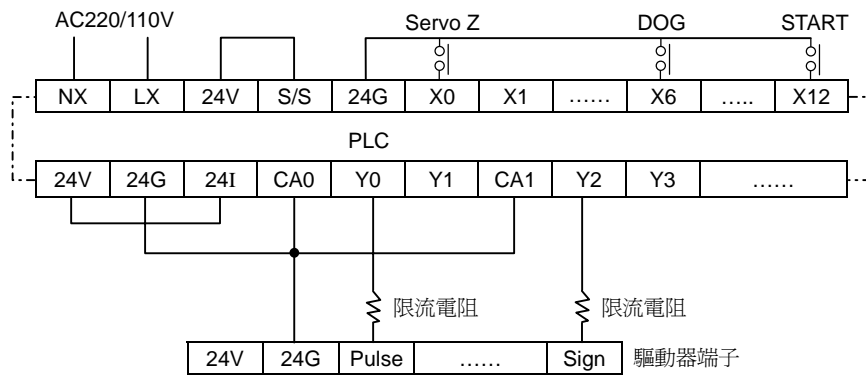 AC220/110V
Servo Z DOG START
NX LX 24V S/S 24G X0 X1 ...... X6 ..... X12
PLC
24V 24G 24I CA0 Y0 Y1 CA1 Y2 Y3 ......
限流電阻 限流電阻
24V 24G Pulse ...... Sign 驅動器端子